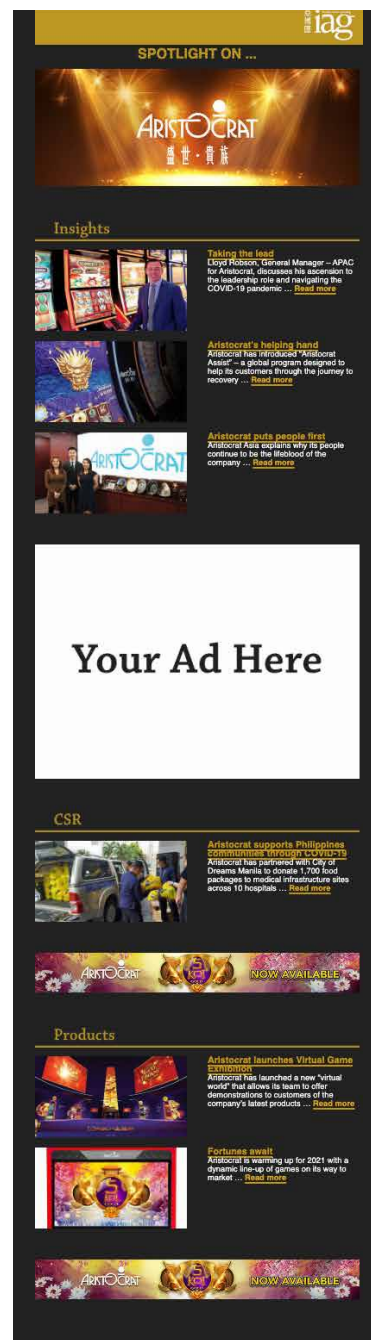 iag
SPOTLIGHT ON ...
ARISTOCRAT
盛世·貴族
Insights
Taking the lead
Lloyd Robson, General Manager – APAC
for Aristocrat, discusses his ascension to
the leadership role and navigating the
COVID-19 pandemic ... Read more
Aristocrat's helping hand
Aristocrat has introduced "Aristocrat
Assist" – a global program designed to
help its customers through the journey to
recovery ... Read more
Aristocrat puts people first
Aristocrat Asia explains why its people
continue to be the lifeblood of the
company ... Read more
ARISTOCRAT
Your Ad Here
CSR
Aristocrat supports Philippines
communities through COVID-19
Aristocrat has partnered with City of
Dreams Manila to donate 1,700 food
packages to medical infrastructure sites
across 10 hospitals ... Read more
ARISTOCRAT
NOW AVAILABLE
Products
Aristocrat launches Virtual Game
Exhibition
Aristocrat has launched a new "virtual
world" that allows its team to offer
demonstrations to customers of the
company's latest products ... Read more
Fortunes await
Aristocrat is warming up for 2021 with a
dynamic line-up of games on its way to
market ... Read more
ARISTOCRAT
NOW AVAILABLE